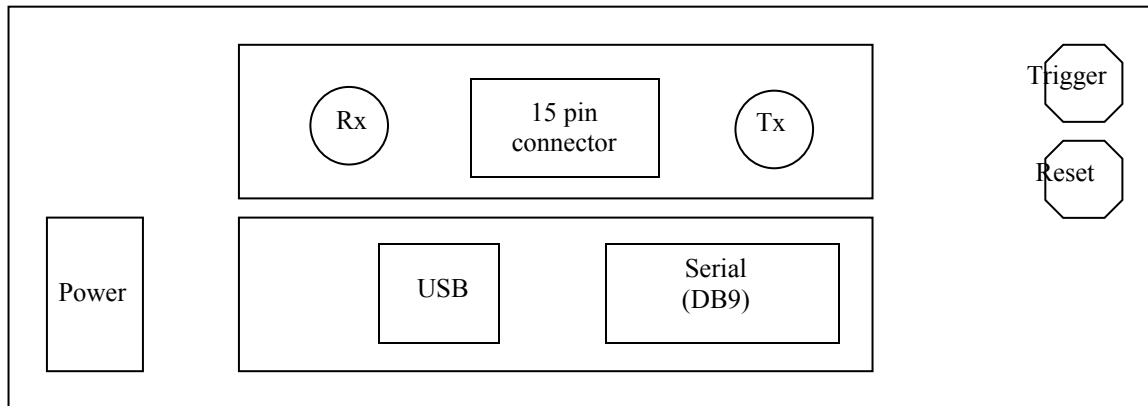 Rx
15 pin
connector
Tx
Trigger
Reset
Power
USB
Serial
(DB9)